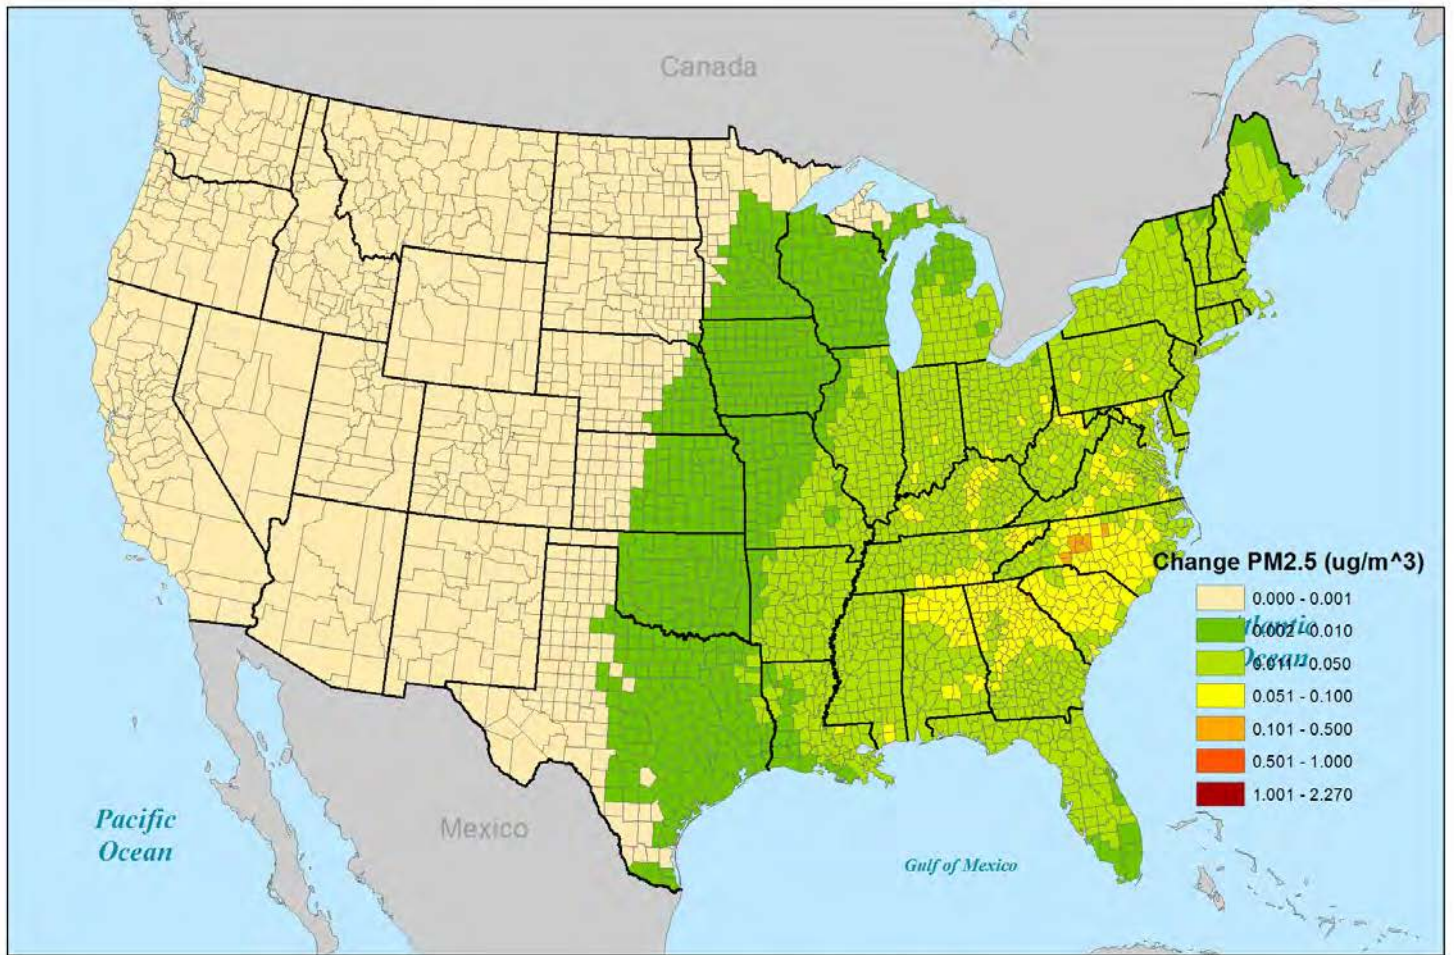 Canada
Change PM2.5 (ug/m^3)
0.000 - 0.001
0.002 - 0.010
Atlantic
Ocean
0.011 - 0.050
0.051 - 0.100
0.101 - 0.500
0.501 - 1.000
1.001 - 2.270
Pacific
Ocean
Mexico
Gulf of Mexico